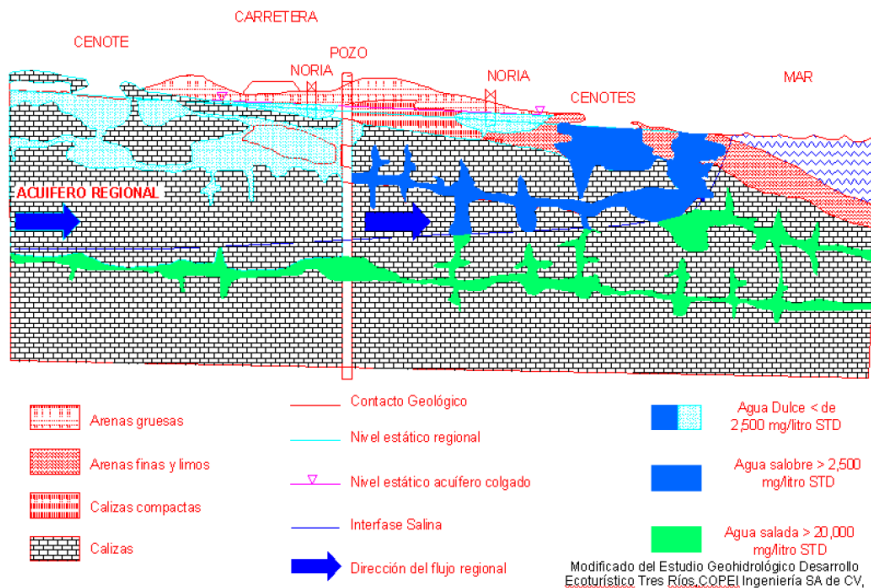 CARRETERA
CENOTE
POZO
NORIA
NORIA
MAR
CENOTES
ACUIFERO REGIONAL
Arenas gruesas
Arenas finas y limos
Calizas compactas
Calizas
Contacto Geológico
Nivel estático regional
Nivel estático acuífero colgado
Interfase Salina
Dirección del flujo regional
Agua Dulce < de
2,500 mg/litro STD
Agua salobre > 2,500
mg/litro STD
Agua salada > 20,000
mg/litro STD
Modificado del Estudio Geohidrológico Desarrollo
Ecoturístico Tres Ríos,COPEI Ingeniería SA de CV,